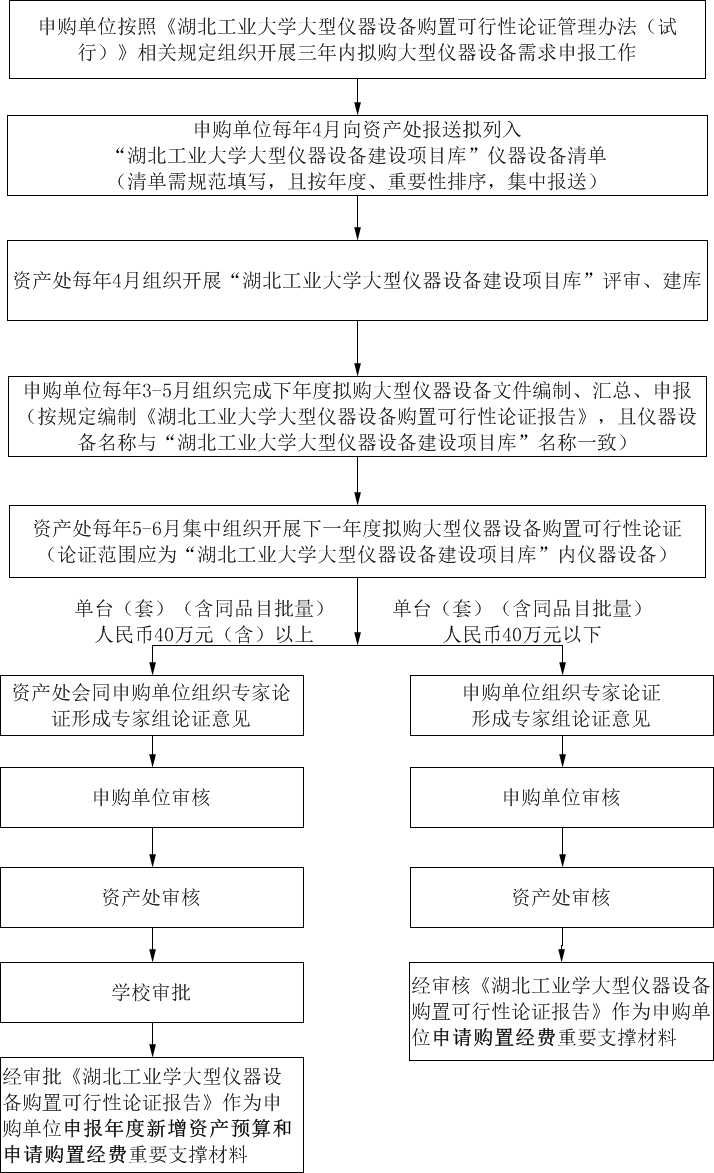 申购单位按照《湖北工业大学大型仪器设备购置可行性论证管理办法（试
行）》相关规定组织开展三年内拟购大型仪器设备需求申报工作
申购单位每年4月向资产处报送拟列入
“湖北工业大学大型仪器设备建设项目库”仪器设备清单
（清单需规范填写，且按年度、重要性排序，集中报送）
资产处每年4月组织开展“湖北工业大学大型仪器设备建设项目库”评审、建库
申购单位每年3-5月组织完成下年度拟购大型仪器设备文件编制、汇总、申报
（按规定编制《湖北工业大学大型仪器设备购置可行性论证报告》，且仪器设
备名称与“湖北工业大学大型仪器设备建设项目库”名称一致）
资产处每年5-6月集中组织开展下一年度拟购大型仪器设备购置可行性论证
（论证范围应为“湖北工业大学大型仪器设备建设项目库”内仪器设备）
单台（套）（含同品目批量）
人民币40万元（含）以上
资产处会同申购单位组织专家论
证形成专家组论证意见
申购单位审核
资产处审核
学校审批
经审批《湖北工业学大型仪器设
备购置可行性论证报告》作为申
购单位申报年度新增资产预算和
申请购置经费重要支撑材料
单台（套）（含同品目批量）
人民币40万元以下
申购单位组织专家论证
形成专家组论证意见
申购单位审核
资产处审核
经审核《湖北工业学大型仪器设备
购置可行性论证报告》作为申购单
位申请购置经费重要支撑材料